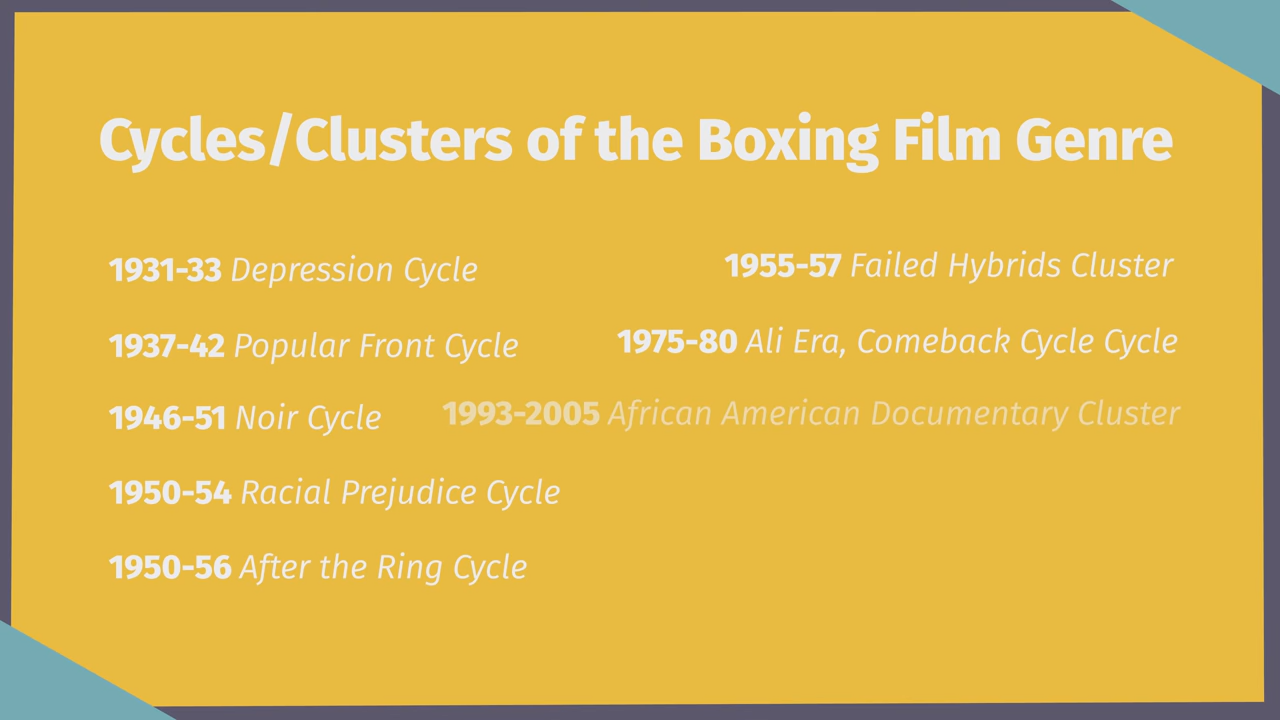 Cycles/Clusters of the Boxing Film Genre
1931-33 Depression Cycle
1937-42 Popular Front Cycle
1946-51 Noir Cycle
1950-54 Racial Prejudice Cycle
1950-56 After the Ring Cycle
1955-57 Failed Hybrids Cluster
1975-80 Ali Era, Comeback Cycle Cycle
1993-2005 African American Documentary Cluster